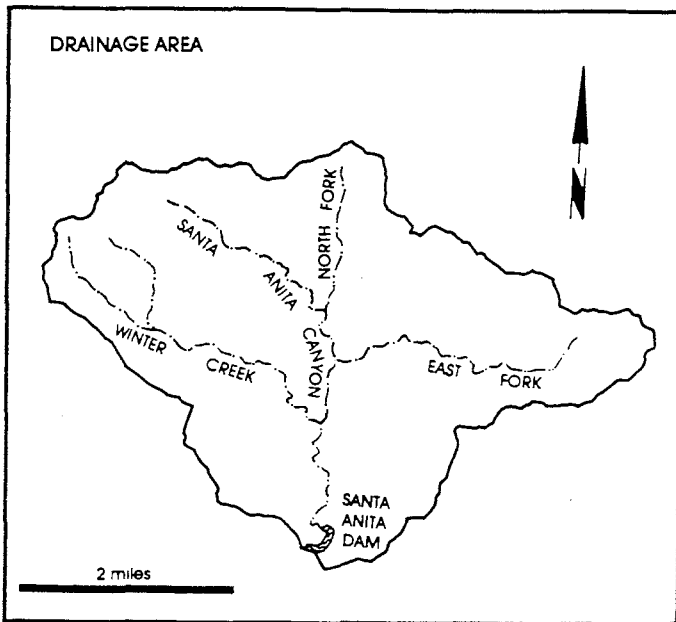 DRAINAGE AREA
N
NORTH FORK
SANTA ANITA CANYON
WINTER CREEK
EAST FORK
SANTA
ANITA
DAM
2 miles